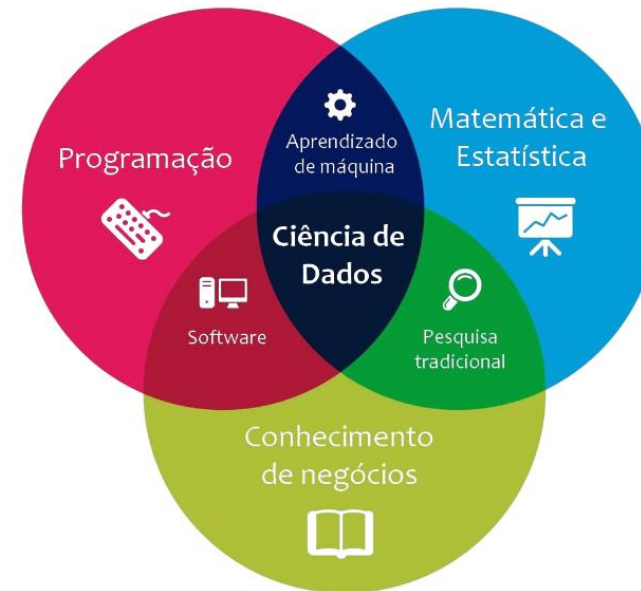 Programação
Aprendizado
de máquina
Matemática e
Estatística
Ciência de
Dados
Software
Pesquisa
tradicional
Conhecimento
de negócios